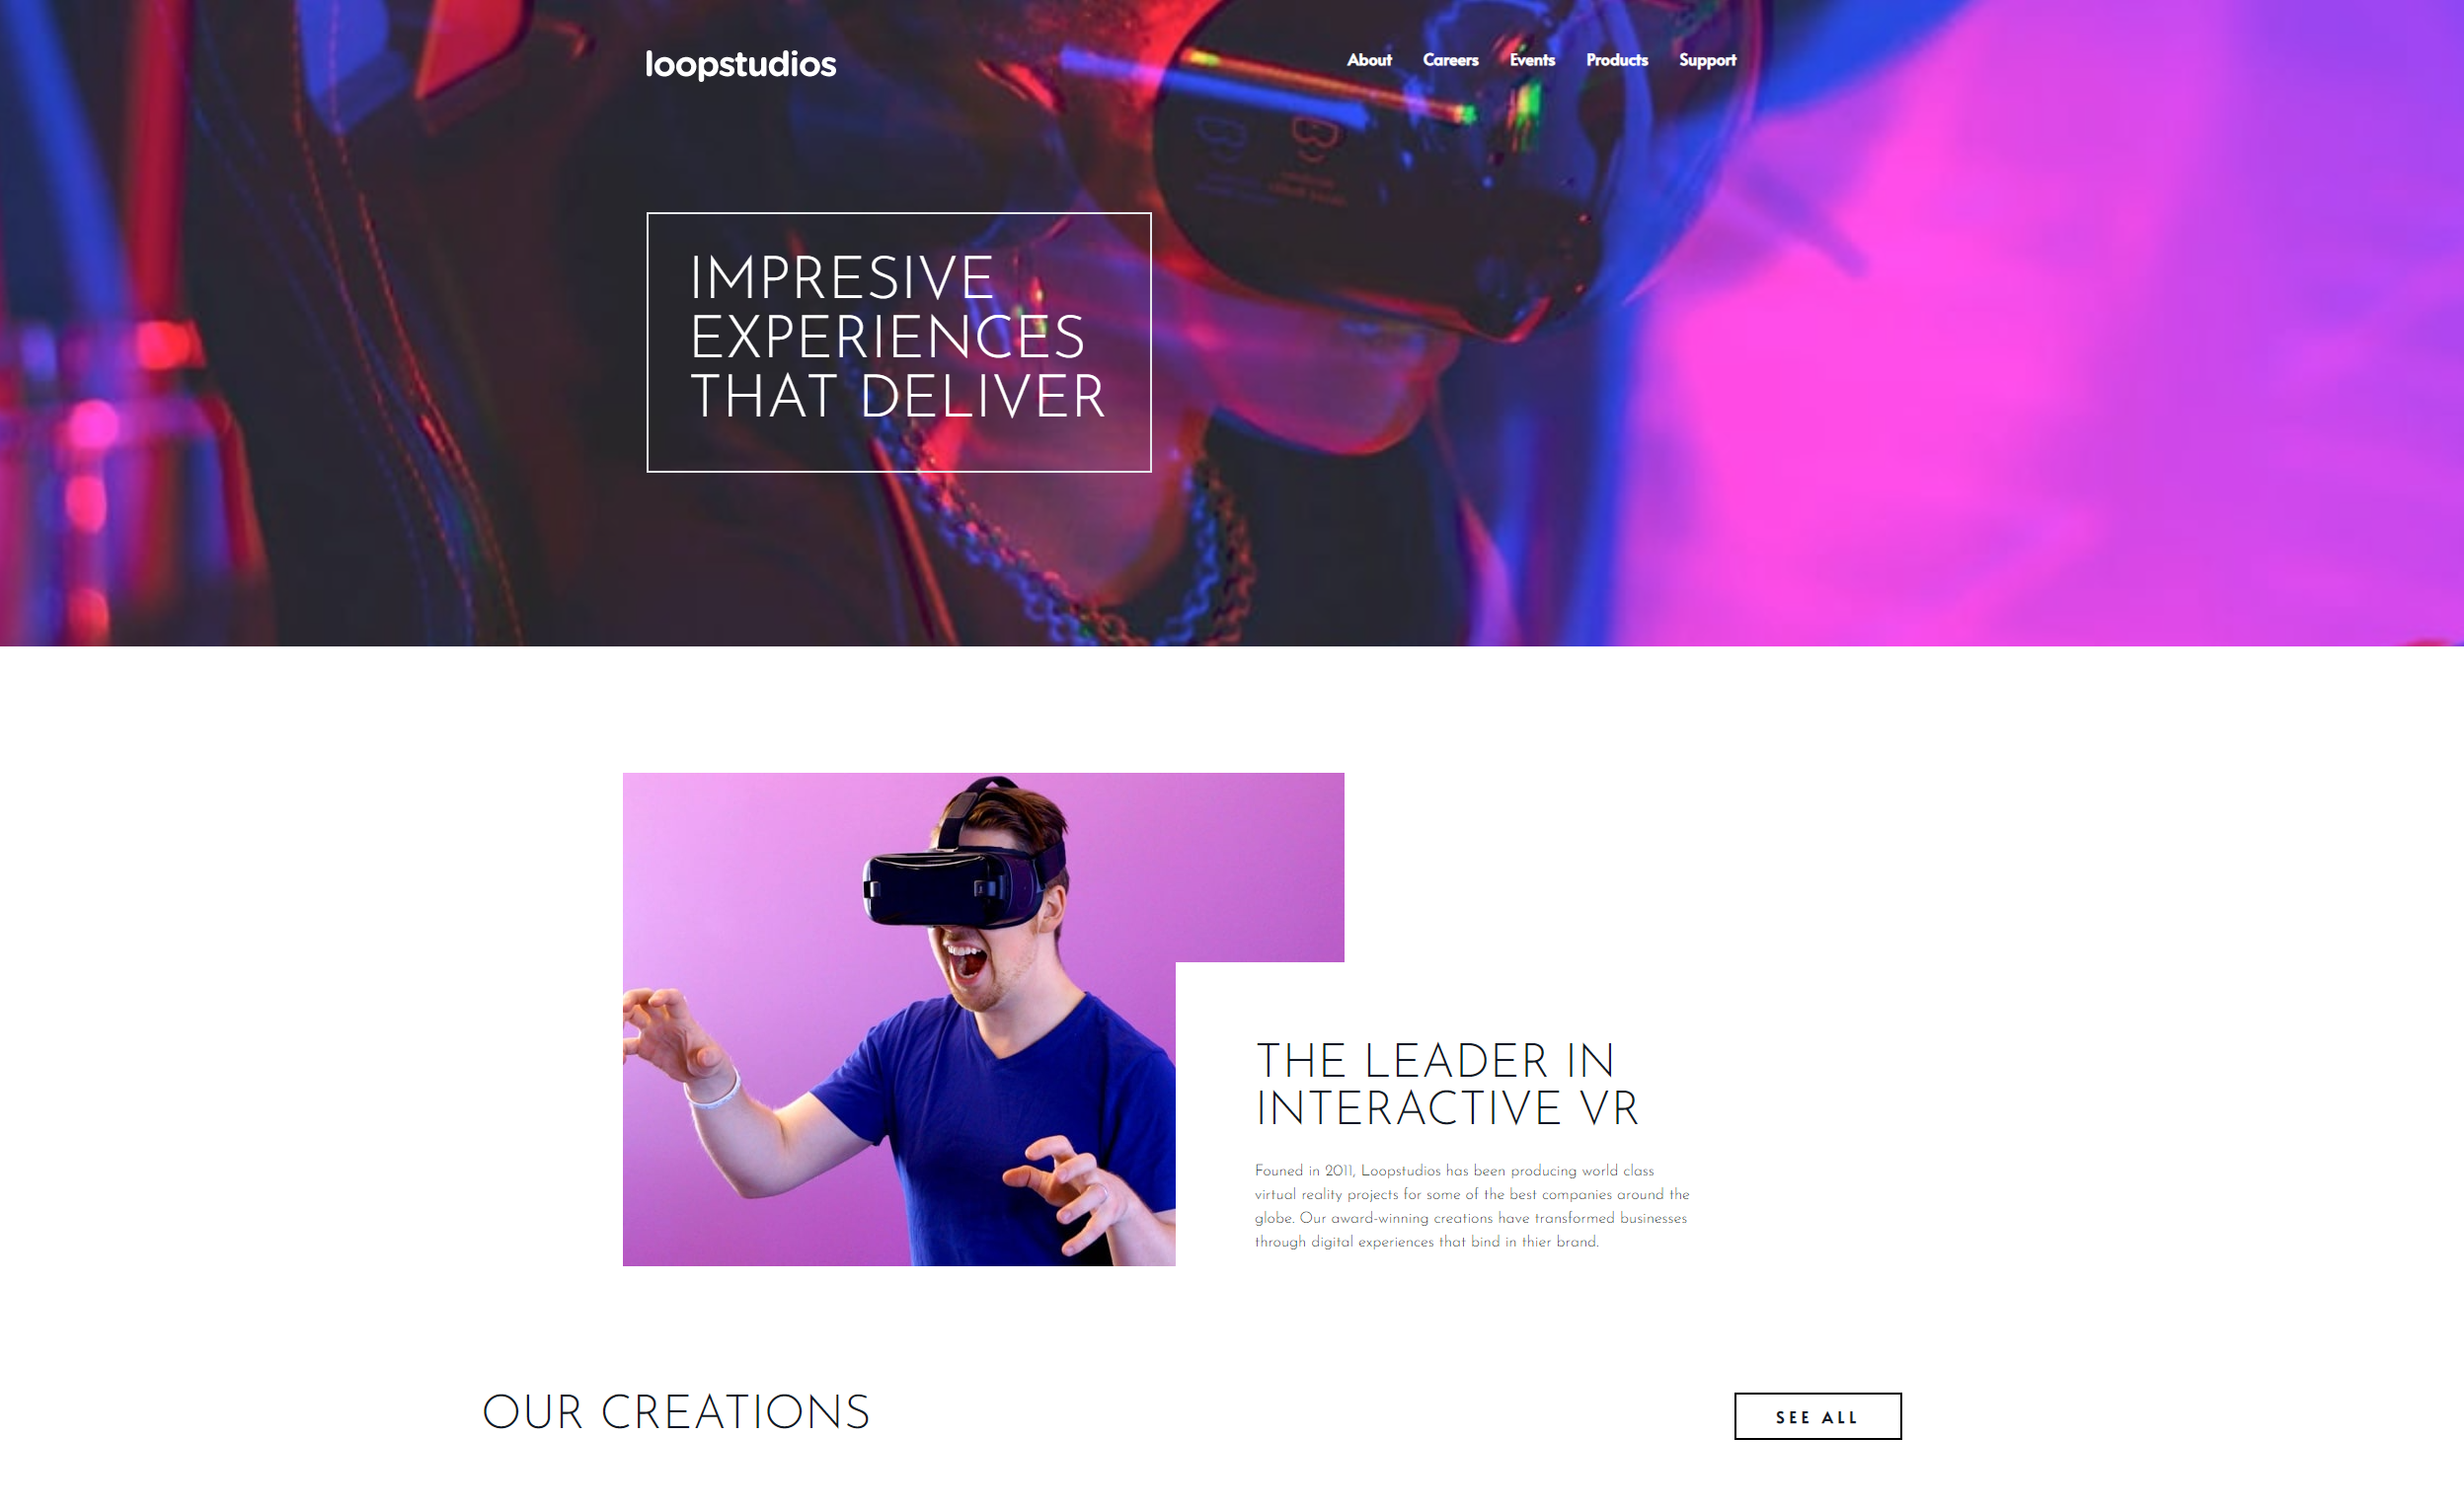 loopstudios
About Careers Events Products Support
IMPRESIVE
EXPERIENCES
THAT DELIVER
THE LEADER IN
INTERACTIVE VR
Founed in 2011, Loopstudios has been producing world class
virtual reality projects for some of the best companies around the
globe. Our award-winning creations have transformed businesses
through digital experiences that bind in thier brand.
OUR CREATIONS
SEE ALL